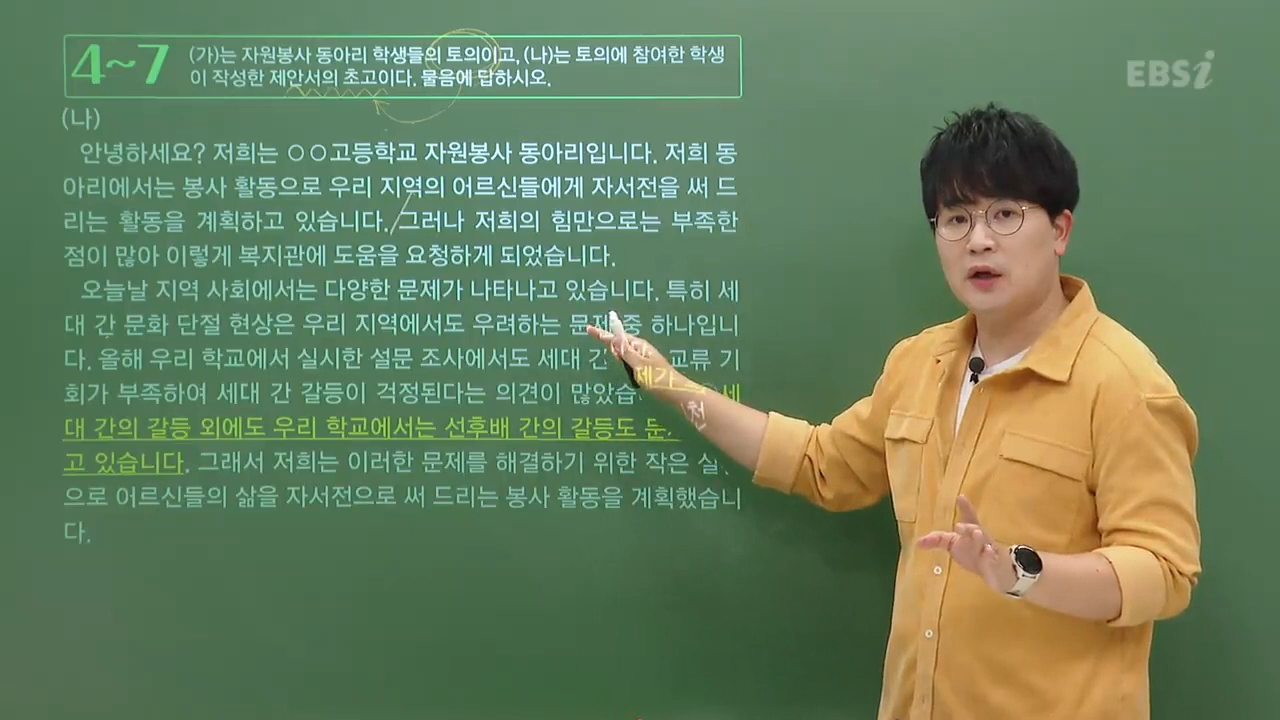 4~7
(가)는 자원봉사 동아리 학생들의 토의이고, (나)는 토의에 참여한 학생
이 작성한 제안서의 초고이다. 물음에 답하시오.
EBSi
(나)
안녕하세요? 저희는 ○○고등학교 자원봉사 동아리입니다. 저희 동
아리에서는 봉사 활동으로 우리 지역의 어르신들에게 자서전을 써 드
리는 활동을 계획하고 있습니다. 그러나 저희의 힘만으로는 부족한
점이 많아 이렇게 복지관에 도움을 요청하게 되었습니다.
오늘날 지역 사회에서는 다양한 문제가 나타나고 있습니다. 특히 세
대 간 문화 단절 현상은 우리 지역에서도 우려하는 문제 중 하나입니
다. 올해 우리 학교에서 실시한 설문 조사에서도 세대 간 교류 기
회가 부족하여 세대 간 갈등이 걱정된다는 의견이 많았습 세
제가
천
대 간의 갈등 외에도 우리 학교에서는 선후배 간의 갈등도
고 있습니다. 그래서 저희는 이러한 문제를 해결하기 위한 작은
으로 어르신들의 삶을 자서전으로 써 드리는 봉사 활동을 계획했습니
다.